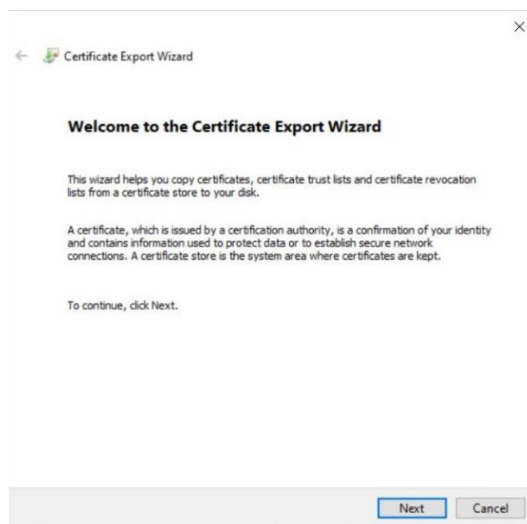 Certificate Export Wizard
Welcome to the Certificate Export Wizard
This wizard helps you copy certificates, certificate trust lists and certificate revocation
lists from a certificate store to your disk.
A certificate, which is issued by a certification authority, is a confirmation of your identity
and contains information used to protect data or to establish secure network
connections. A certificate store is the system area where certificates are kept.
To continue, click Next.
Next Cancel